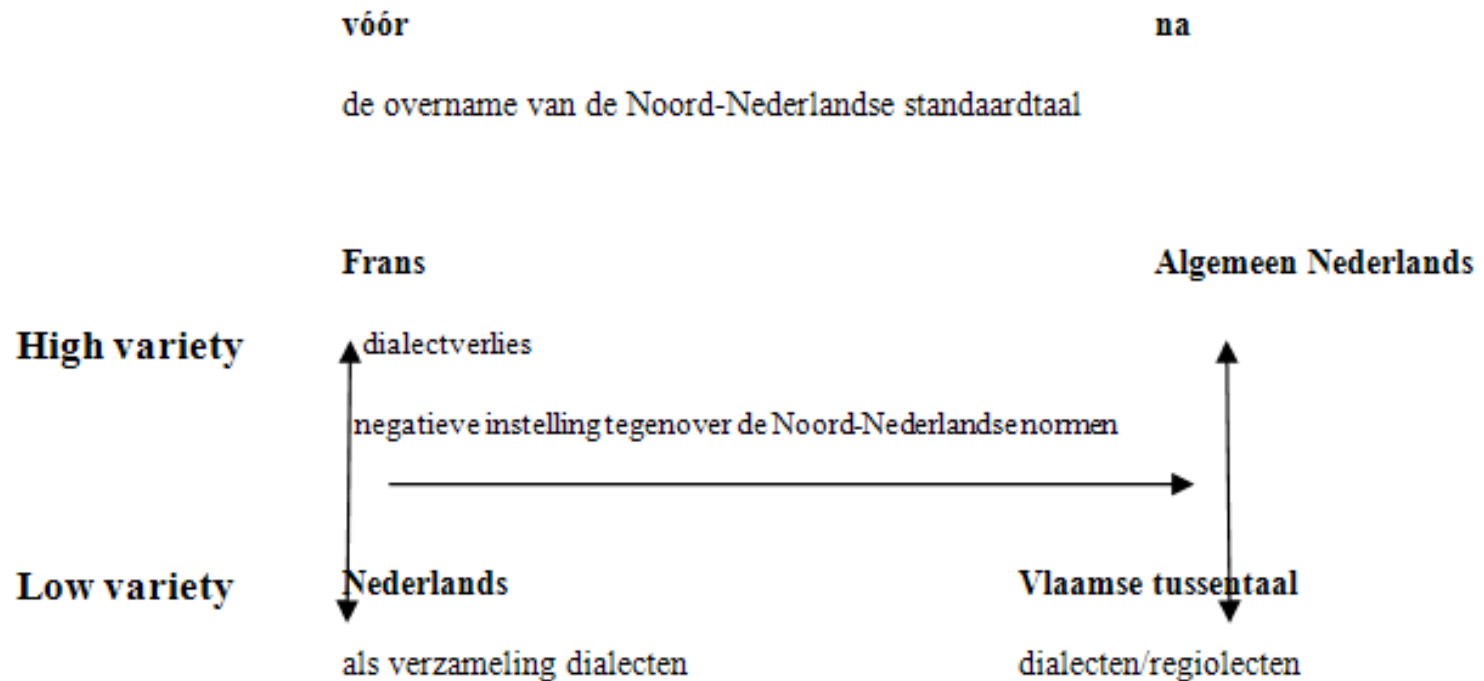 vóór na
de overname van de Noord-Nederlandse standaardtaal
Frans Algemeen Nederlands
High variety dialectverlies
negatieve instelling tegenover de Noord-Nederlandse normen
Low variety Nederlands Vlaamse tussentaal
als verzameling dialecten dialecten/regiolecten